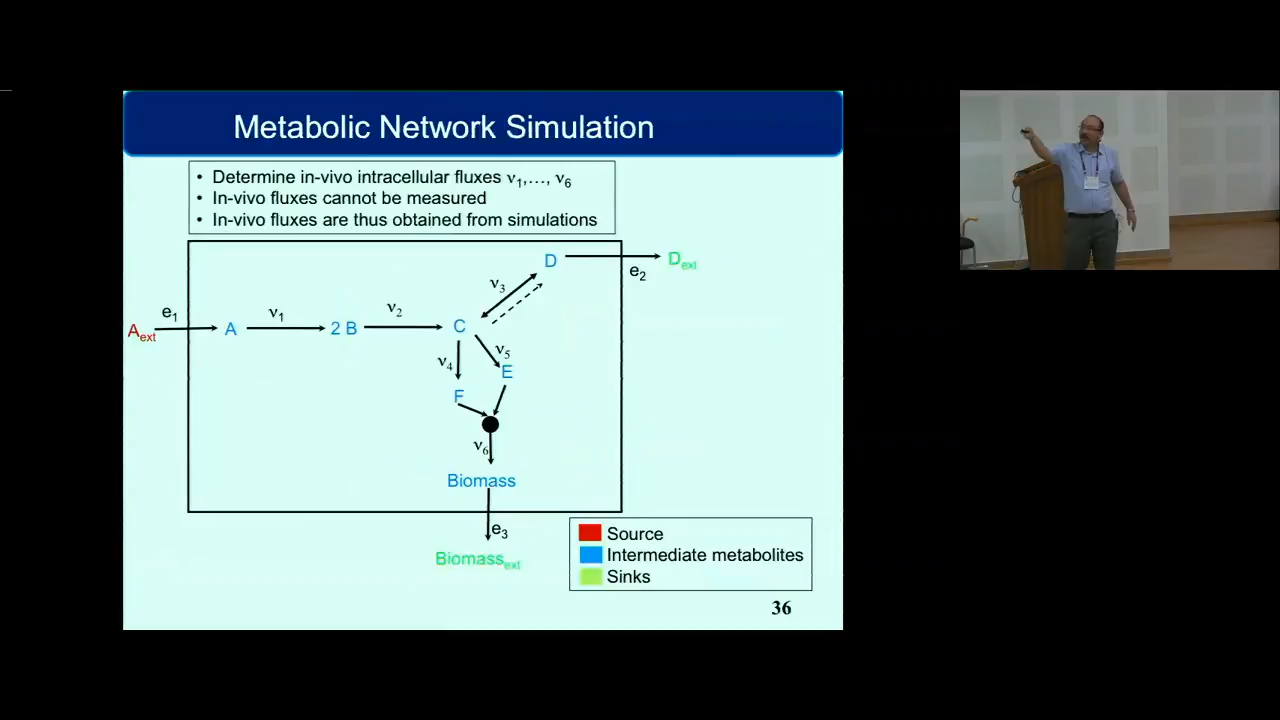 Metabolic Network Simulation
• Determine in-vivo intracellular fluxes ν1,…, ν6
• In-vivo fluxes cannot be measured
• In-vivo fluxes are thus obtained from simulations
D
Dext
e2
ν3
e1
ν1
ν2
Aext
A
2 B
C
ν4
ν5
E
F
ν6
Biomass
e3
Biomassext
Source
Intermediate metabolites
Sinks
36